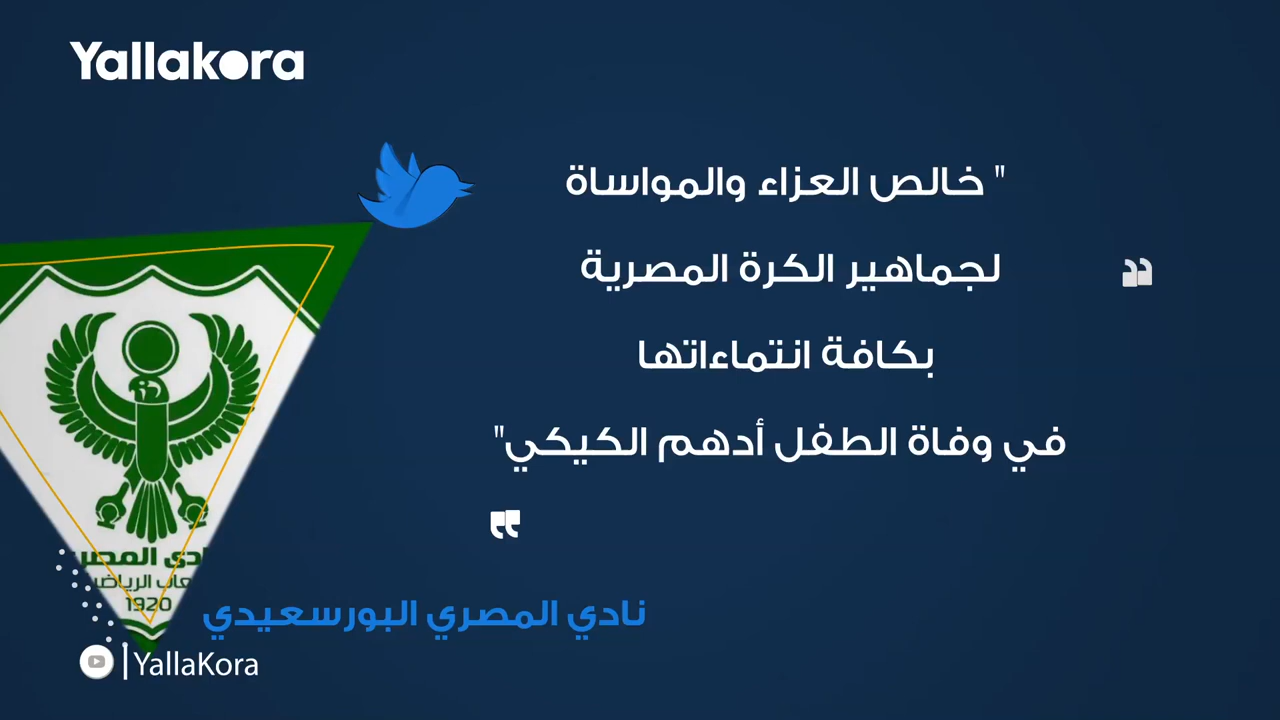 Yallakora
" خالص العزاء والمواساة
لجماهير الكرة المصرية
بكافة انتماءاتها
في وفاة الطفل أدهم الكيكي"
نادي المصري البورسعيدي
1920
YallaKora